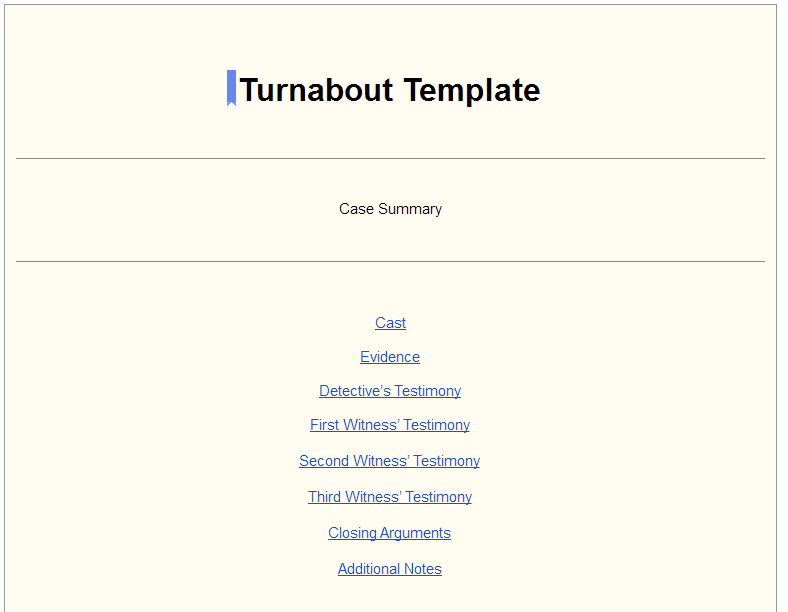 Turnabout Template
Case Summary
Cast
Evidence
Detective’s Testimony
First Witness’ Testimony
Second Witness’ Testimony
Third Witness’ Testimony
Closing Arguments
Additional Notes